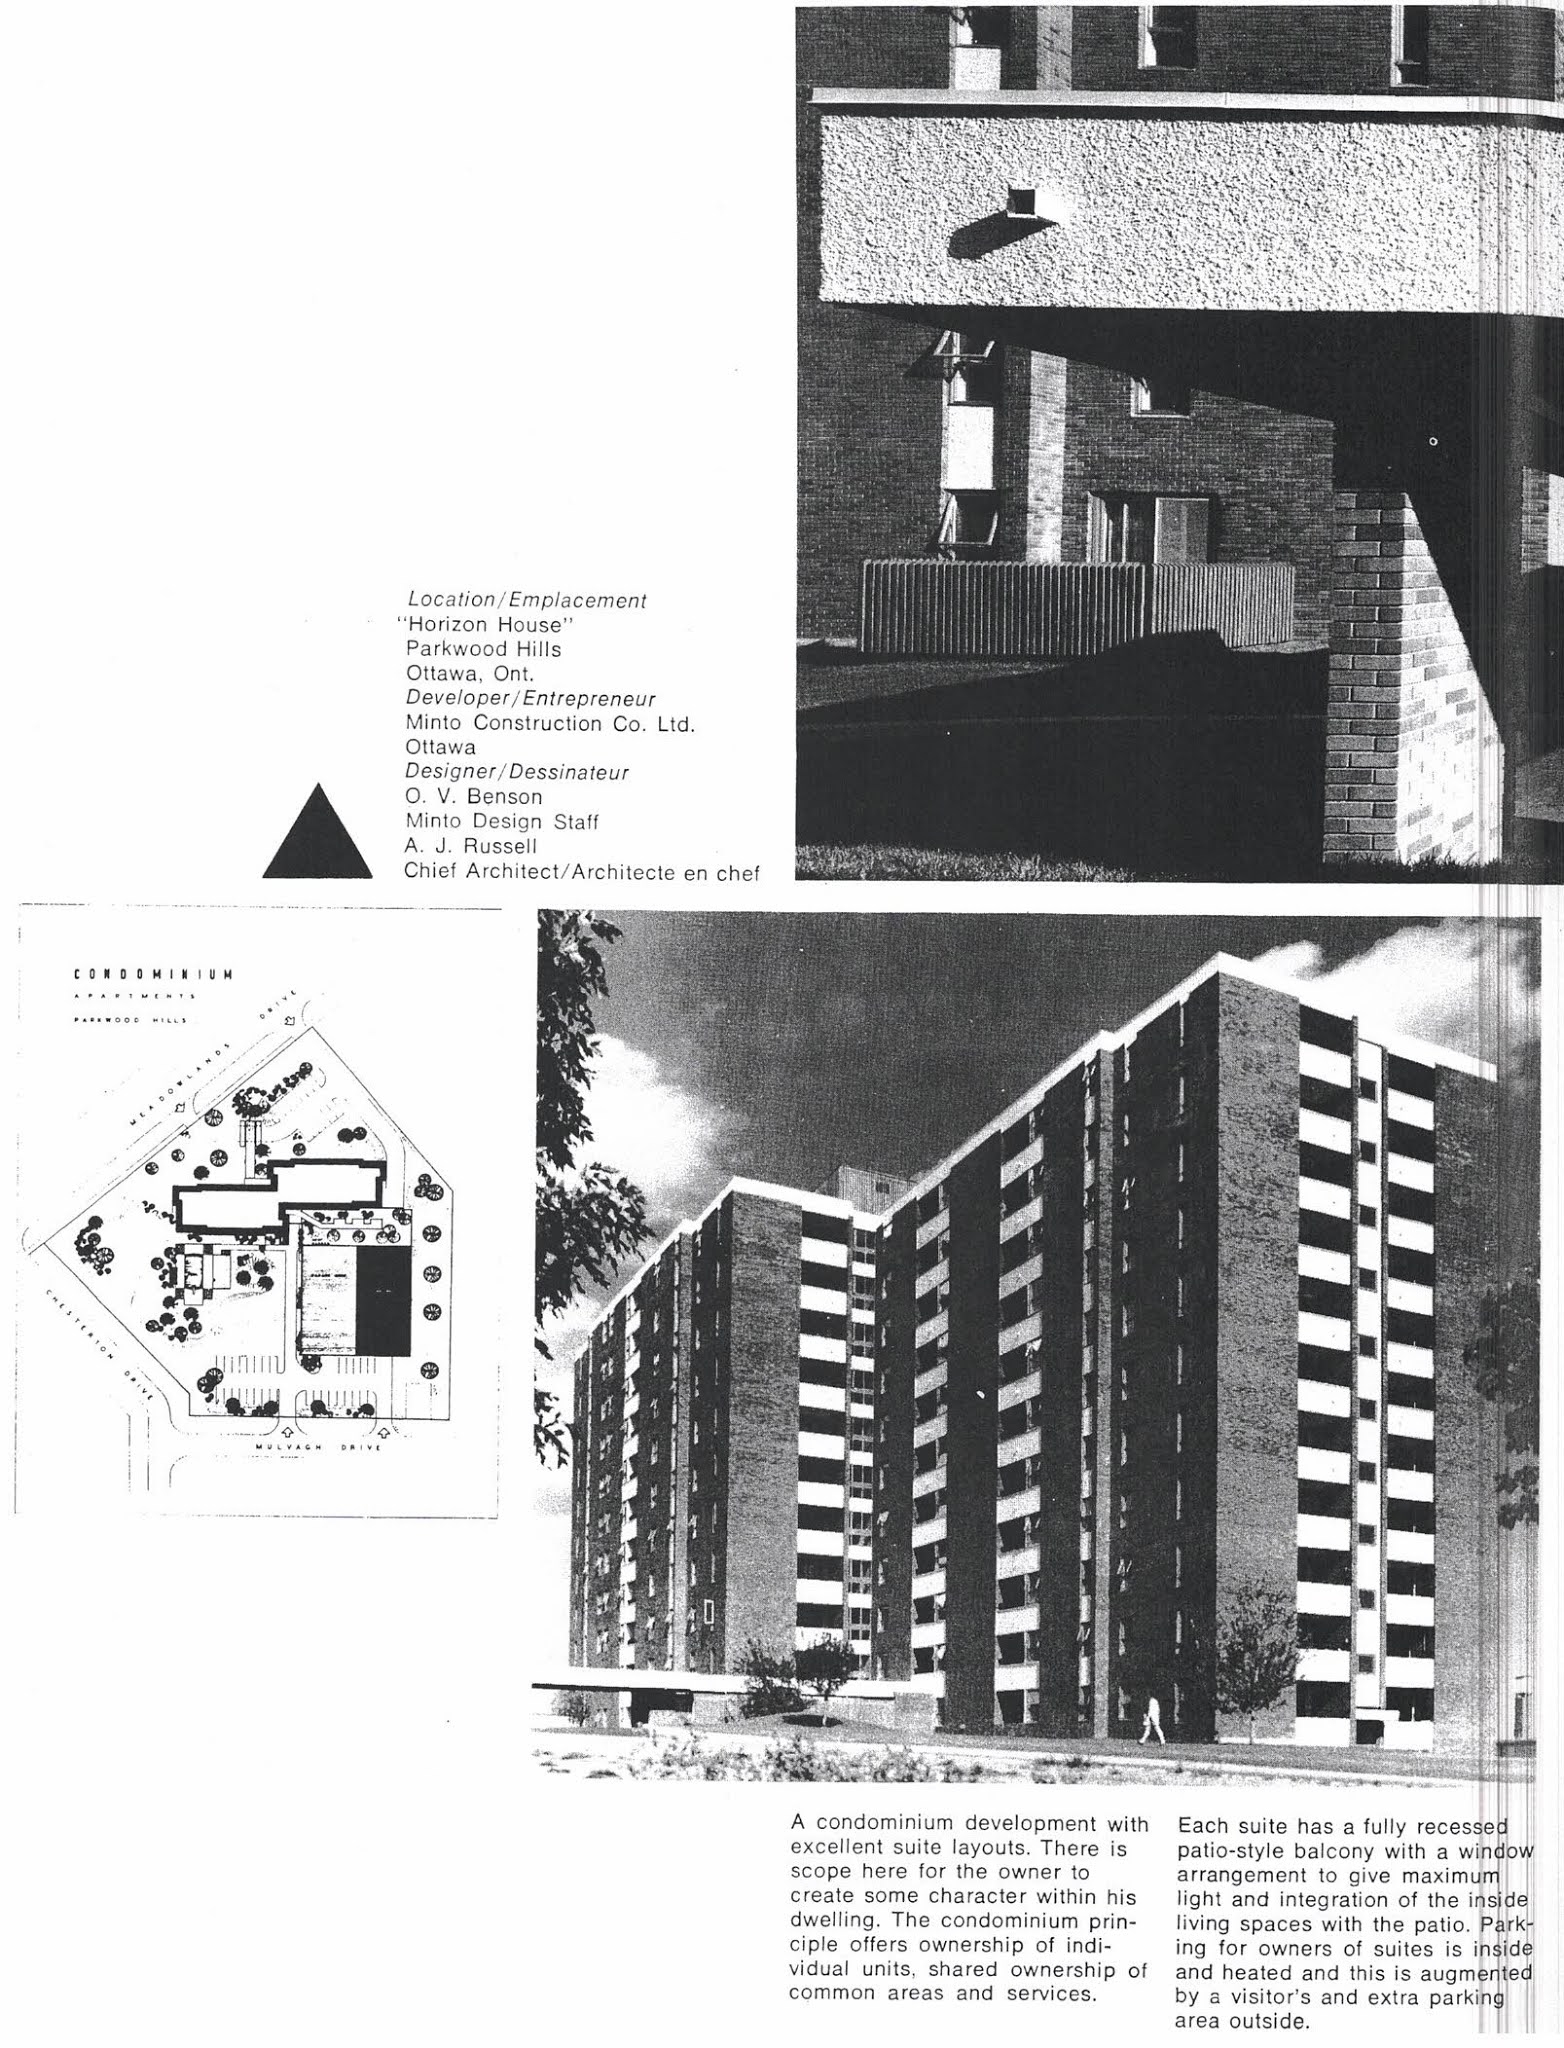 Location/Emplacement
"Horizon House"
Parkwood Hills
Ottawa, Ont.
Developer/Entrepreneur
Minto Construction Co. Ltd.
Ottawa
Designer/Dessinateur
O. V. Benson
Minto Design Staff
A. J. Russell
Chief Architect/Architecte en chef
CONDOMINIUM
APARTMENTS
PARKWOOD HILLS
MEADOWLANDS DRIVE
CHESTERTON DRIVE
MULVAGH DRIVE
A condominium development with
excellent suite layouts. There is
scope here for the owner to
create some character within his
dwelling. The condominium prin-
ciple offers ownership of indi-
vidual units, shared ownership of
common areas and services.
Each suite has a fully recessed
patio-style balcony with a window
arrangement to give maximum
light and integration of the inside
living spaces with the patio. Park-
ing for owners of suites is inside
and heated and this is augmented
by a visitor's and extra parking
area outside.